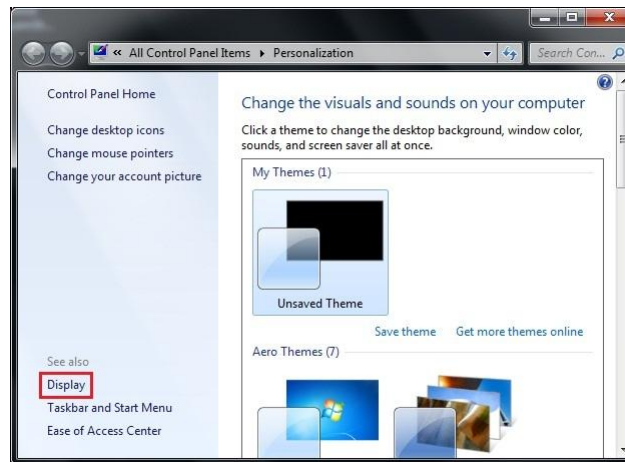 « All Control Panel Items ▸ Personalization
Search Con...
Control Panel Home
Change desktop icons
Change mouse pointers
Change your account picture
See also
Display
Taskbar and Start Menu
Ease of Access Center
Change the visuals and sounds on your computer
Click a theme to change the desktop background, window color,
sounds, and screen saver all at once.
My Themes (1)
Unsaved Theme
Save theme Get more themes online
Aero Themes (7)